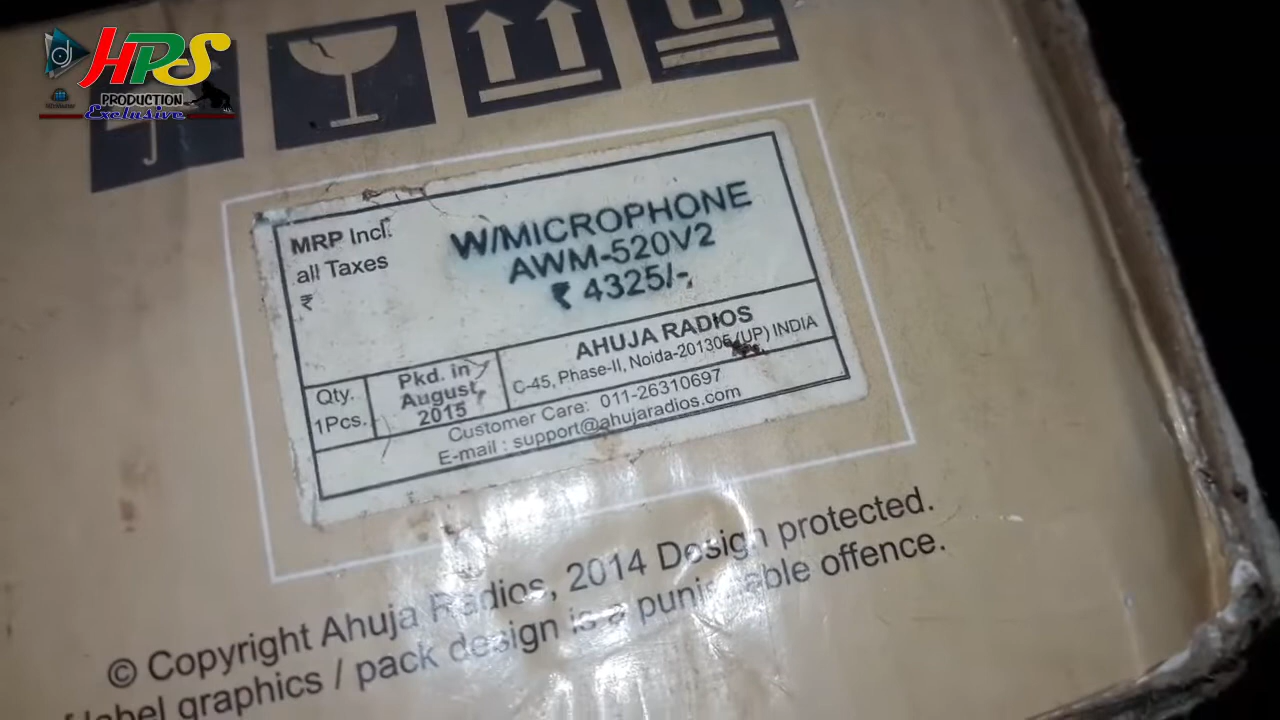 HPS
PRODUCTION
Exclusive
MRP Incl.
all Taxes
₹
W/MICROPHONE
AWM-520V2
₹ 4325/-
Qty.
1Pcs.
Pkd. in
August
2015
AHUJA RADIOS
C-45, Phase-II, Noida-201305 (UP) INDIA
Customer Care: 011-26310697
E-mail : support@ahujaradios.com
© Copyright Ahuja Radios, 2014 Design protected.
label graphics / pack design is a punishable offence.